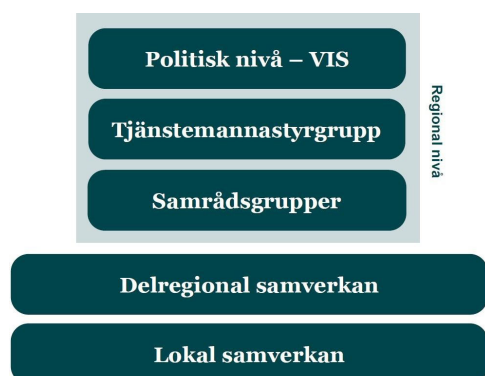 Politisk nivå – VIS
Tjänstemannastyrgrupp
Samrådsgrupper
Regional nivå
Delregional samverkan
Lokal samverkan